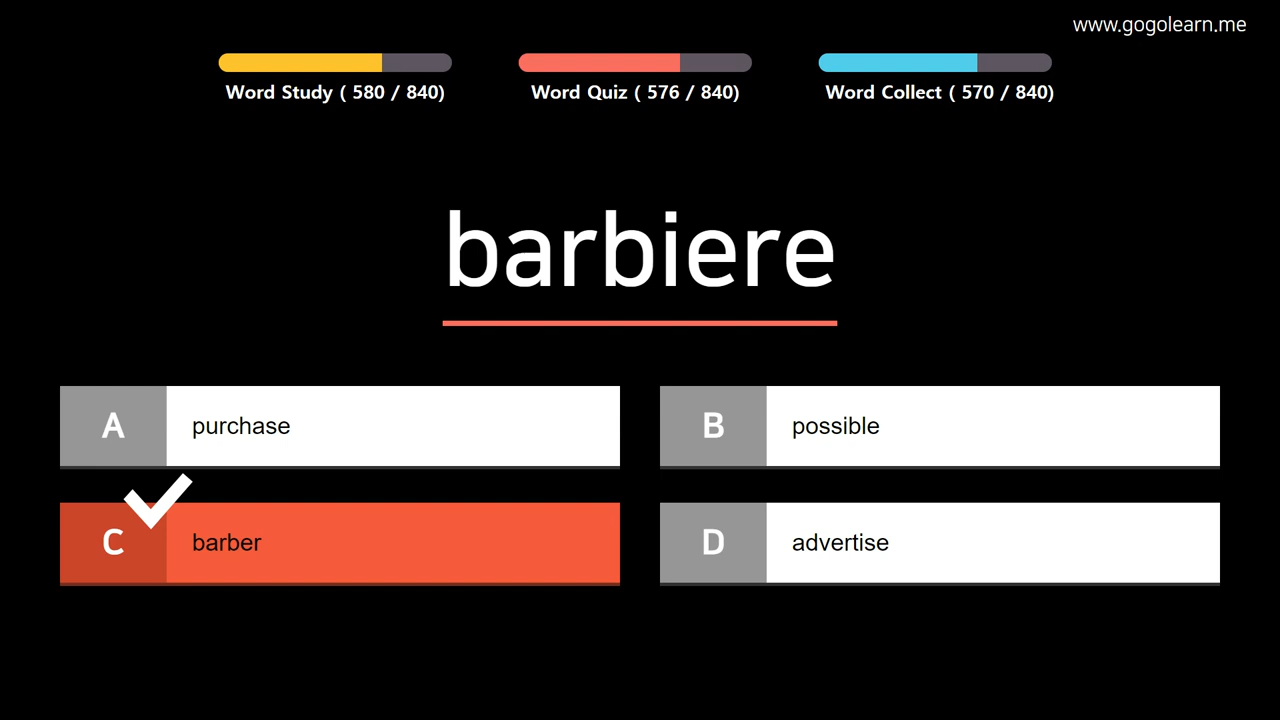 www.gogolearn.me
Word Study ( 580 / 840)
Word Quiz ( 576 / 840)
Word Collect ( 570 / 840)
barbiere
A purchase
B possible
C barber
D advertise